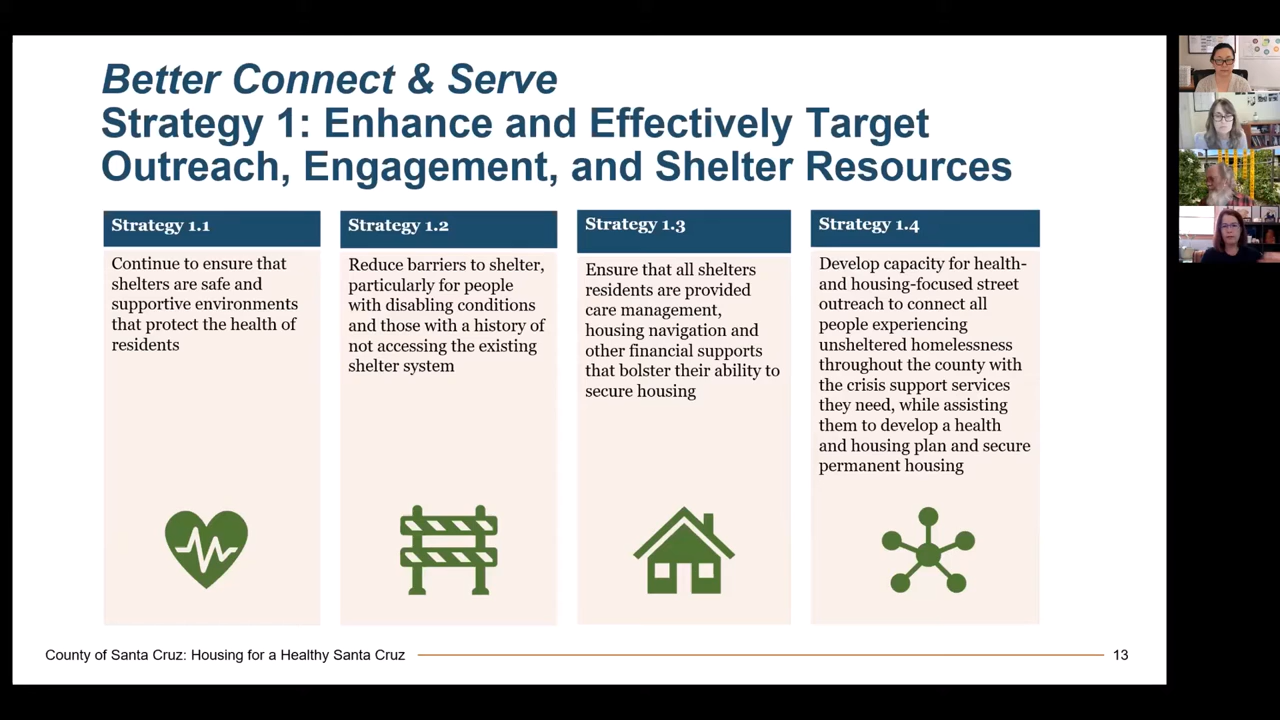 Better Connect & Serve
Strategy 1: Enhance and Effectively Target
Outreach, Engagement, and Shelter Resources
Strategy 1.1
Continue to ensure that
shelters are safe and
supportive environments
that protect the health of
residents
Strategy 1.2
Reduce barriers to shelter,
particularly for people
with disabling conditions
and those with a history of
not accessing the existing
shelter system
Strategy 1.3
Ensure that all shelters
residents are provided
care management,
housing navigation and
other financial supports
that bolster their ability to
secure housing
Strategy 1.4
Develop capacity for health-
and housing-focused street
outreach to connect all
people experiencing
unsheltered homelessness
throughout the county with
the crisis support services
they need, while assisting
them to develop a health
and housing plan and secure
permanent housing
County of Santa Cruz: Housing for a Healthy Santa Cruz
13